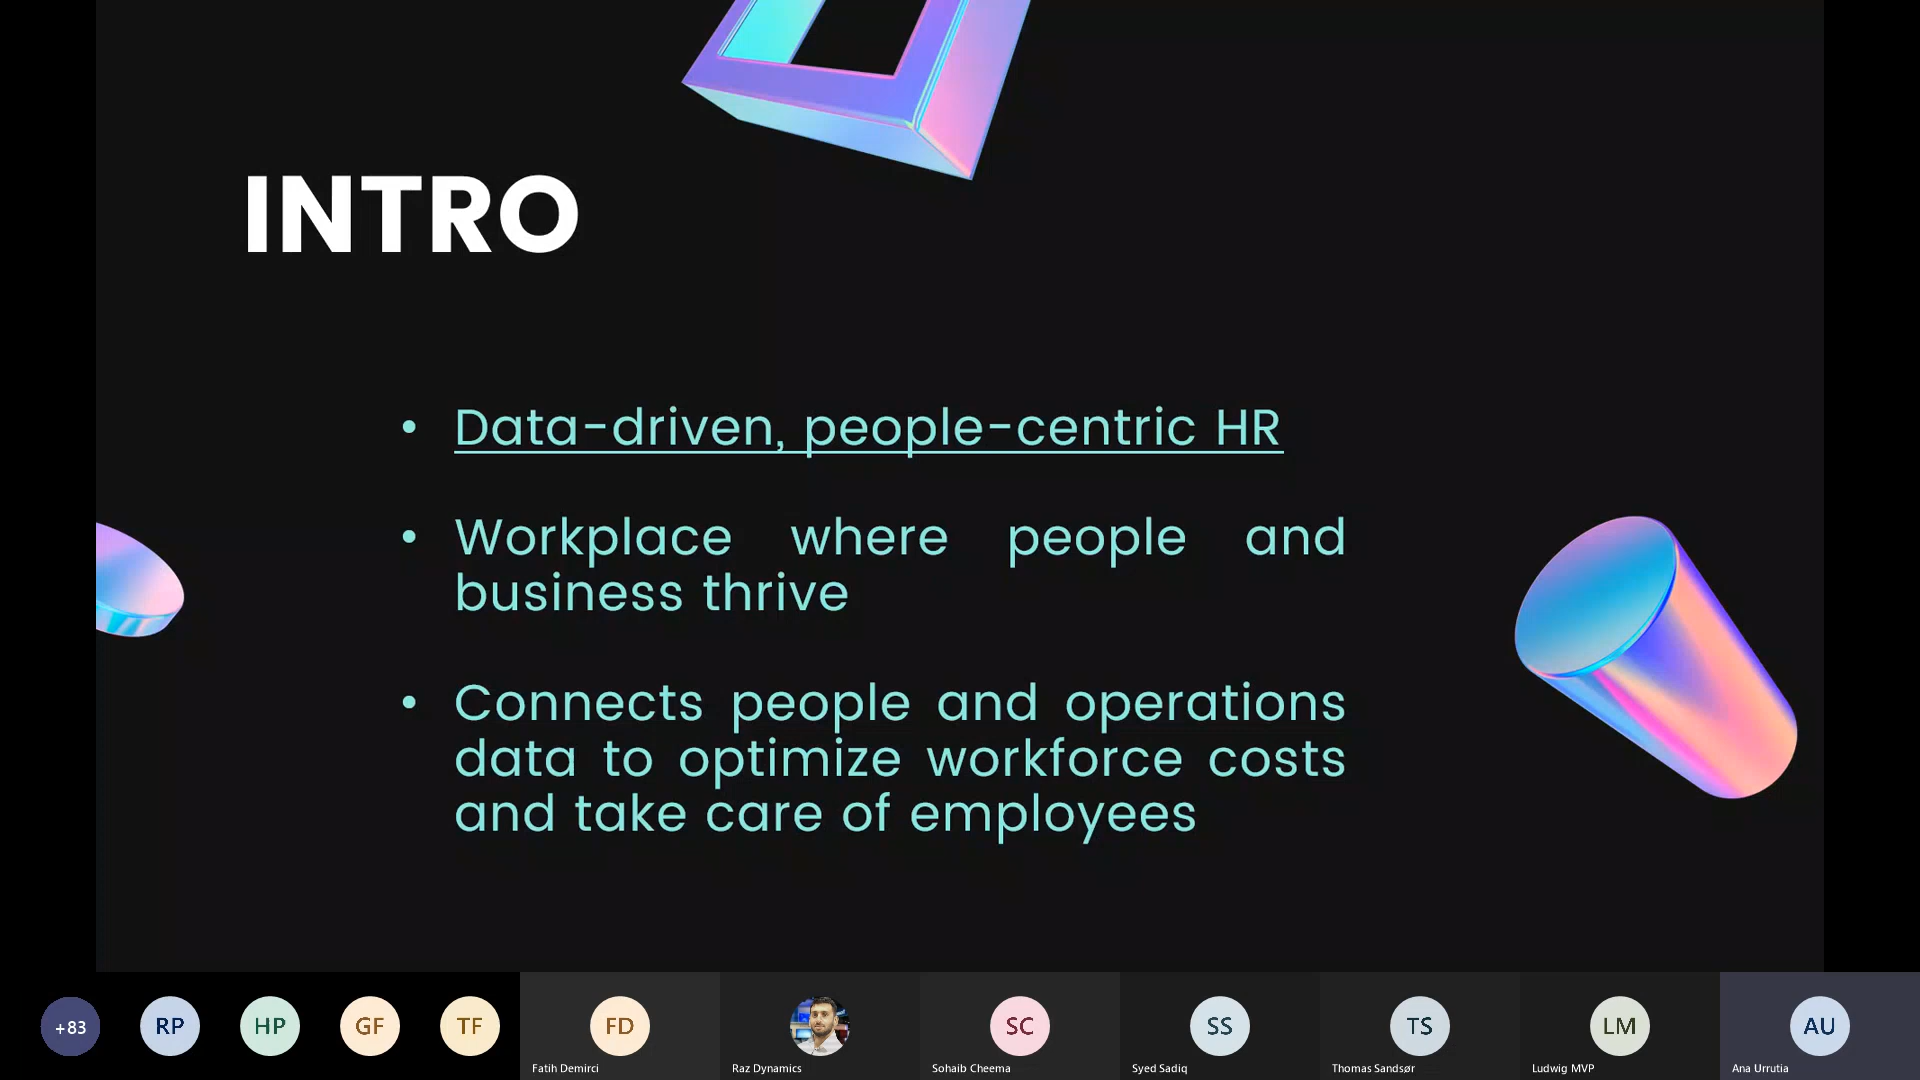 INTRO
• Data-driven, people-centric HR
• Workplace where people and
business thrive
• Connects people and operations
data to optimize workforce costs
and take care of employees
+83 RP HP GF TF FD SC SS TS LM AU
Fatih Demirci Raz Dynamics Sohaib Cheema Syed Sadiq Thomas Sandsør Ludwig MVP Ana Urrutia